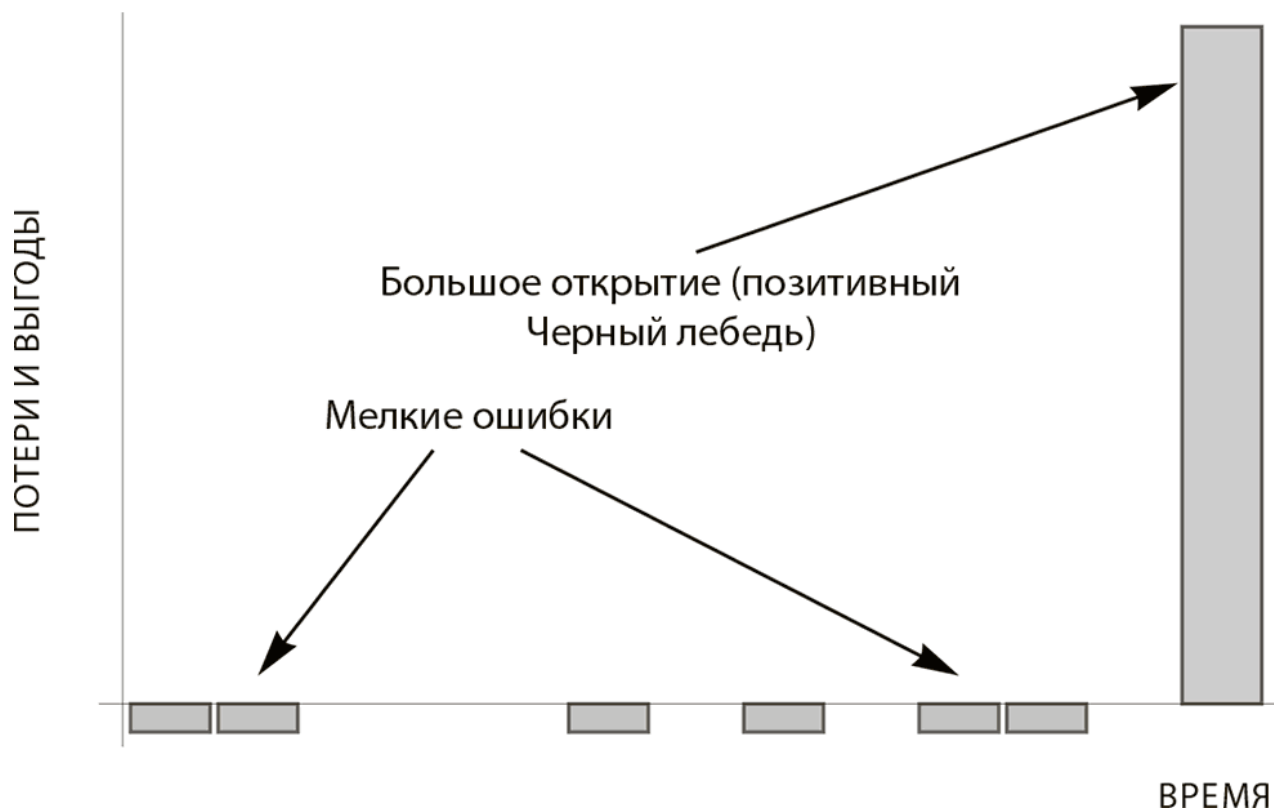 ПОТЕРИ И ВЫГОДЫ
Большое открытие (позитивный
Черный лебедь)
Мелкие ошибки
ВРЕМЯ